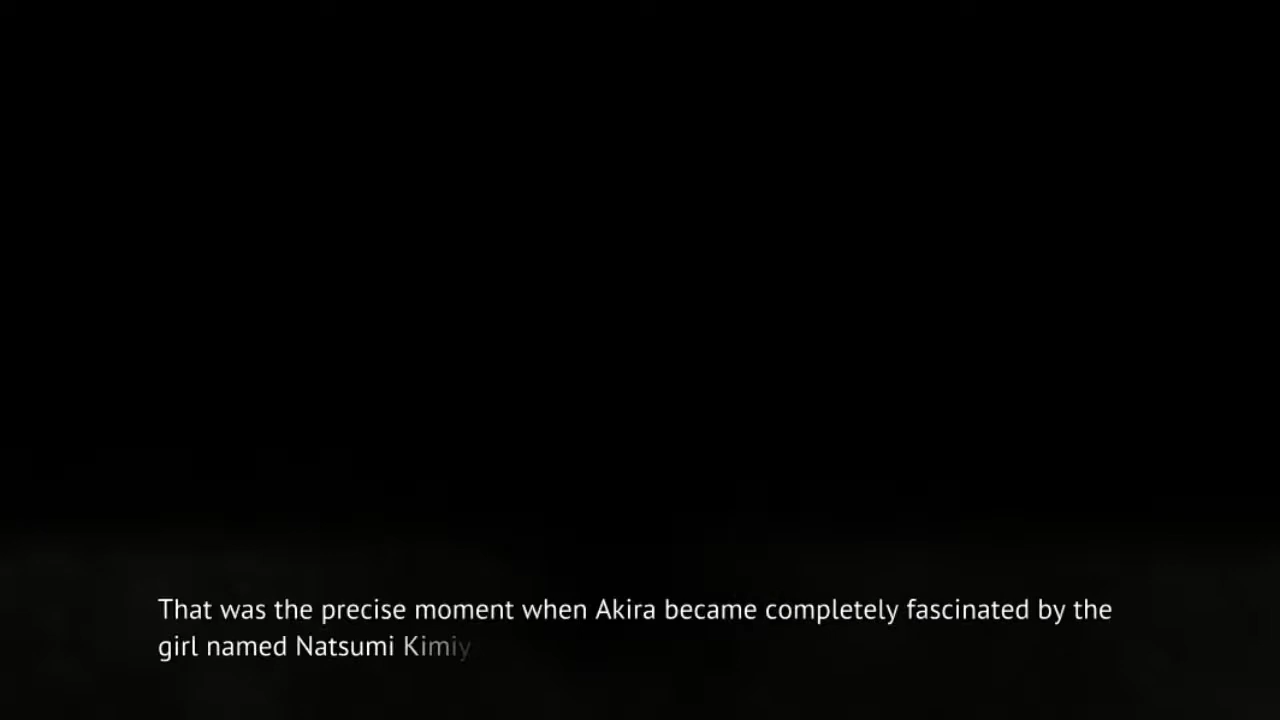 That was the precise moment when Akira became completely fascinated by the
girl named Natsumi Kimiy